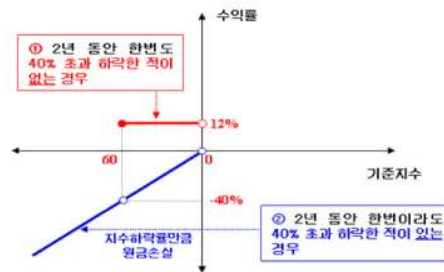 수익률
① 2년 동안 한번도
40% 초과 하락한 적이
없는 경우
12%
60
0
기준지수
-40%
지수하락률만큼
원금손실
② 2년 동안 한번이라도
40% 초과 하락한 적이 있는
경우